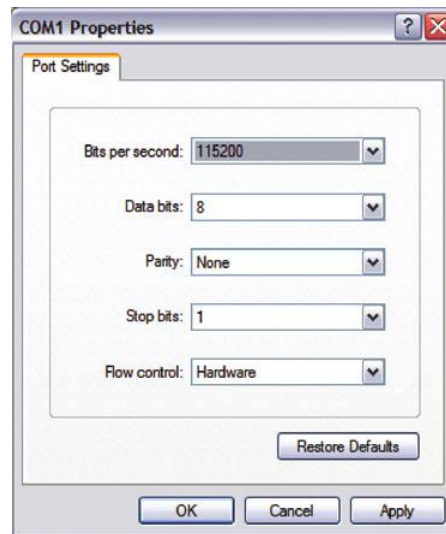 COM1 Properties
Port Settings
Bits per second: 115200
Data bits: 8
Parity: None
Stop bits: 1
Flow control: Hardware
Restore Defaults
OK Cancel Apply